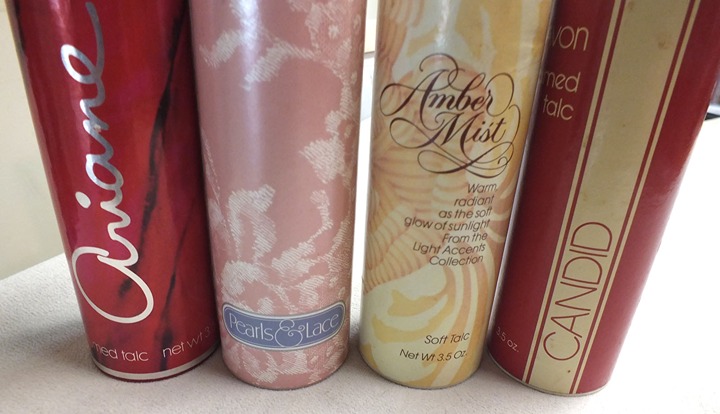 Ariane
med talc net wt 3
Pearls & Lace
Amber
Mist
Warm,
radiant
as the soft
glow of sunlight.
From the
Light Accents
Collection
Soft Talc
Net Wt. 3.5 Oz.
von
med
talc
CANDID
3.5 oz.